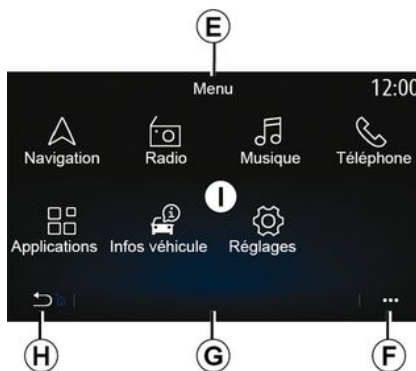 E
Menu 12:00
Navigation Radio Musique Téléphone
I
Applications Infos véhicule Réglages
H G F